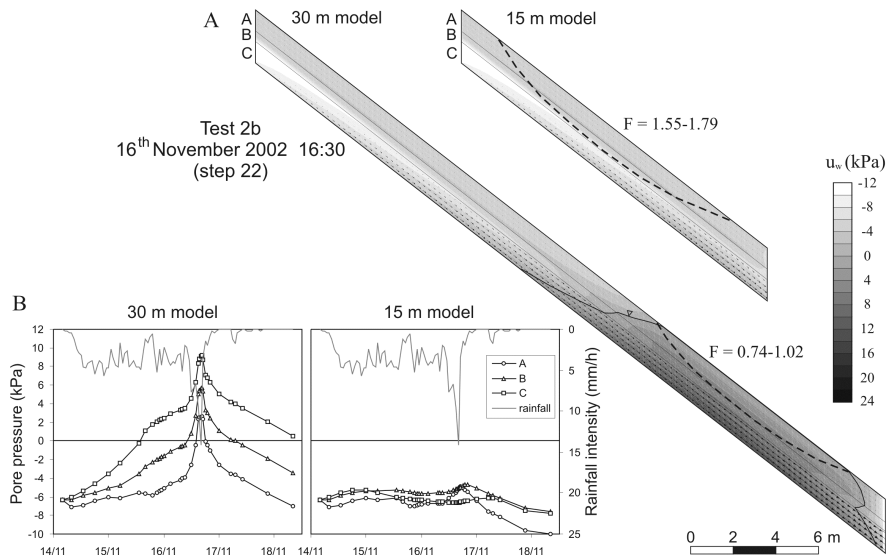 A
30 m model
15 m model
A
B
C
A
B
C
Test 2b
16th November 2002 16:30
(step 22)
F = 1.55-1.79
F = 0.74-1.02
uw (kPa)
-12
-8
-4
0
4
8
12
16
20
24
B
30 m model
15 m model
Pore pressure (kPa)
12
10
8
6
4
2
0
-2
-4
-6
-8
-10
14/11
15/11
16/11
17/11
18/11
14/11
15/11
16/11
17/11
18/11
A
B
C
rainfall
0
5
10
15
20
25
Rainfall intensity (mm/h)
0 2 4 6 m